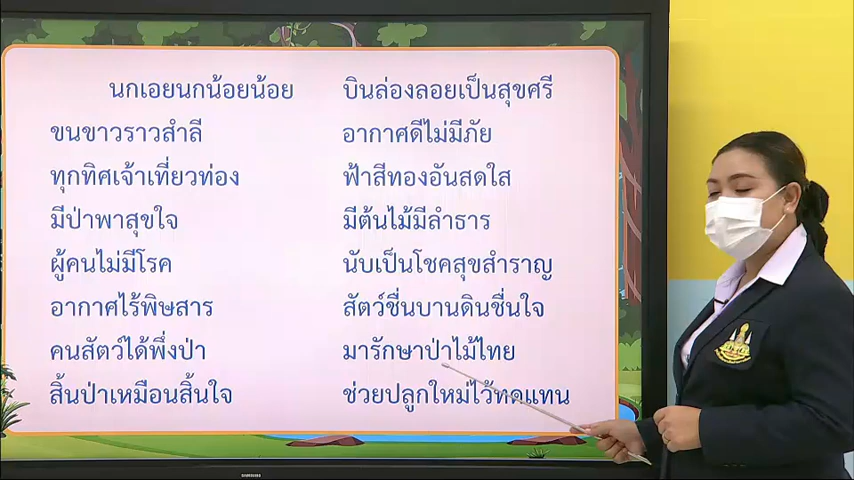 นกเอยนกน้อยน้อย บินล่องลอยเป็นสุขศรี
ขนขาวราวสำลี อากาศดีไม่มีภัย
ทุกทิศเจ้าเที่ยวท่อง ฟ้าสีทองอันสดใส
มีป่าพาสุขใจ มีต้นไม้มีลำธาร
ผู้คนไม่มีโรค นับเป็นโชคสุขสำราญ
อากาศไร้พิษสาร สัตว์ชื่นบานดินชื่นใจ
คนสัตว์ได้พึ่งป่า มารักษาป่าไม้ไทย
สิ้นป่าเหมือนสิ้นใจ ช่วยปลูกใหม่ไว้ทดแทน
SAMSUNG